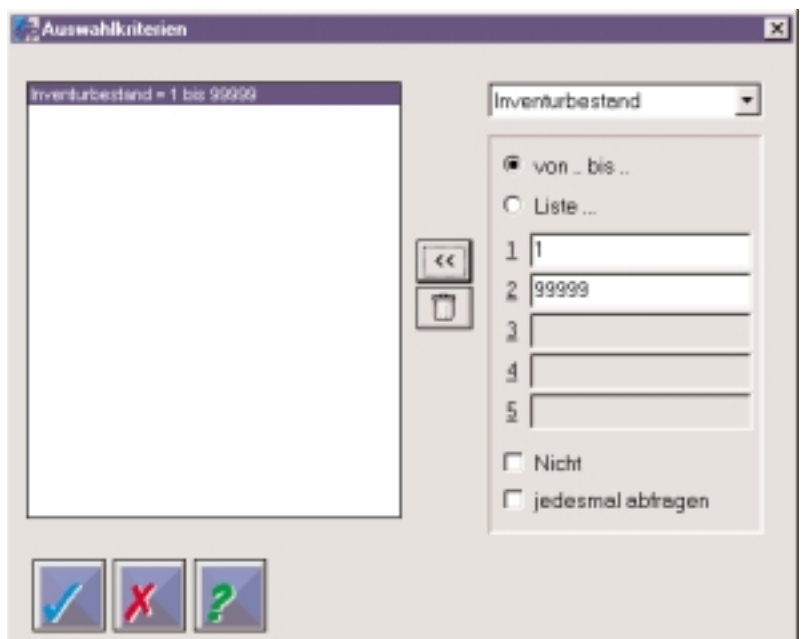 Auswahlkriterien
Inventurbestand = 1 bis 99999
Inventurbestand
von .. bis ..
Liste ...
<<
1 1
2 99999
3
4
5
Nicht
jedesmal abfragen